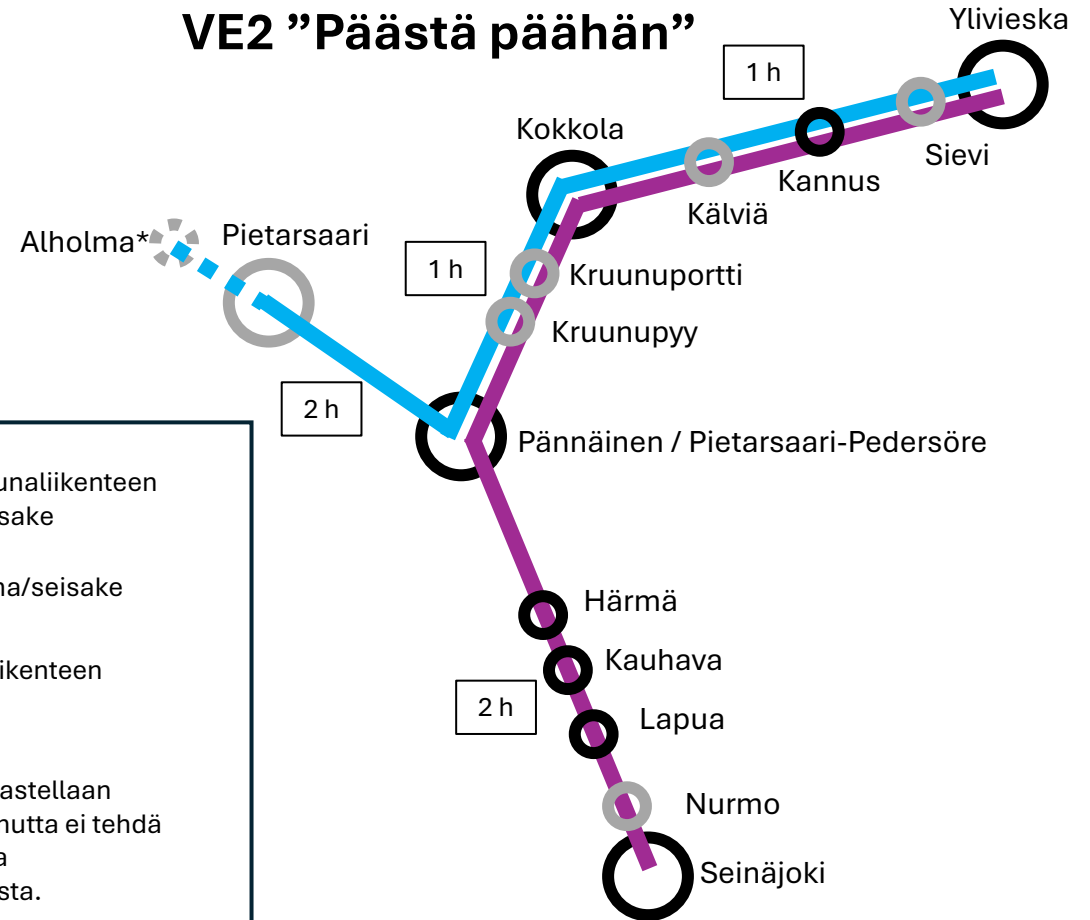 VE2 ”Päästä päähän”
Ylivieska
1 h
Kokkola
Sievi
Kannus
Kälviä
Alholma*
Pietarsaari
1 h
Kruunuportti
Kruunupyy
2 h
Pännäinen / Pietarsaari-Pedersöre
Härmä
Kauhava
2 h
Lapua
Nurmo
Seinäjoki
unaliikenteen
sake
na/seisake
ikenteen
astellaan
nutta ei tehdä
a
sta.